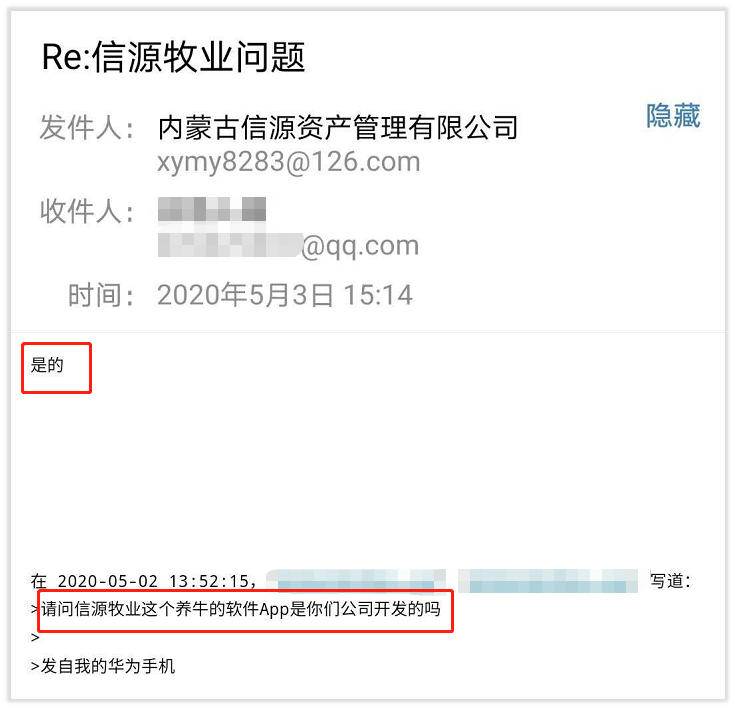 Re:信源牧业问题
发件人： 内蒙古信源资产管理有限公司 隐藏
xymy8283@126.com
收件人：
@qq.com
时间： 2020年5月3日 15:14
是的
在 2020-05-02 13:52:15， 写道：
>请问信源牧业这个养牛的软件App是你们公司开发的吗
>
>发自我的华为手机